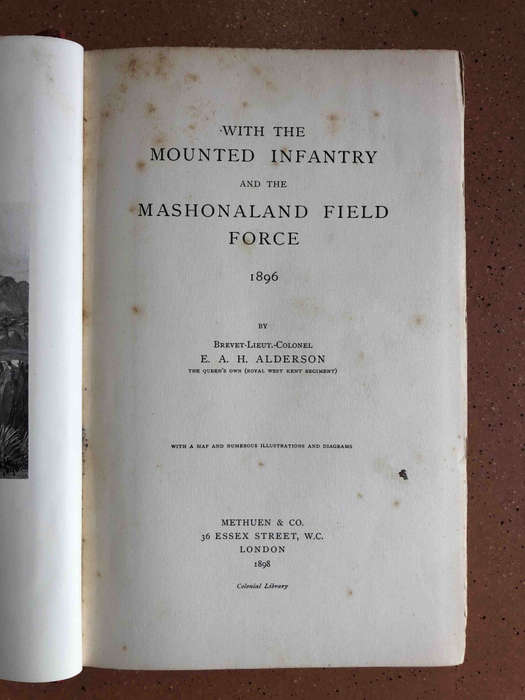 WITH THE
MOUNTED INFANTRY
AND THE
MASHONALAND FIELD
FORCE
1896
BY
BREVET-LIEUT.-COLONEL
E. A. H. ALDERSON
THE QUEEN'S OWN (ROYAL WEST KENT REGIMENT)
WITH A MAP AND NUMEROUS ILLUSTRATIONS AND DIAGRAMS
METHUEN & CO.
36 ESSEX STREET, W.C.
LONDON
1898
Colonial Library